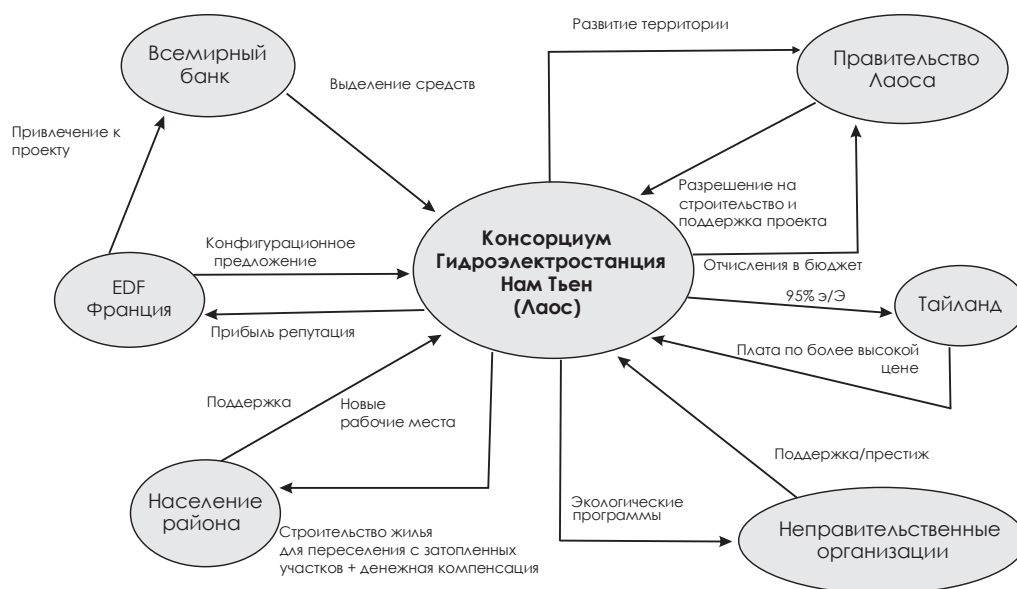 Развитие территории
Всемирный
банк
Правительство
Лаоса
Выделение средств
Привлечение к
проекту
Разрешение на
строительство и
поддержка проекта
Консорциум
Гидроэлектростанция
Нам Тьен
(Лаос)
Конфигурационное
предложение
Отчисления в бюджет
EDF
Франция
95% э/Э
Тайланд
Прибыль репутация
Плата по более высокой
цене
Поддержка
Новые
рабочие места
Поддержка/престиж
Население
района
Экологические
программы
Строительство жилья
для переселения с затопленных
участков + денежная компенсация
Неправительственные
организации